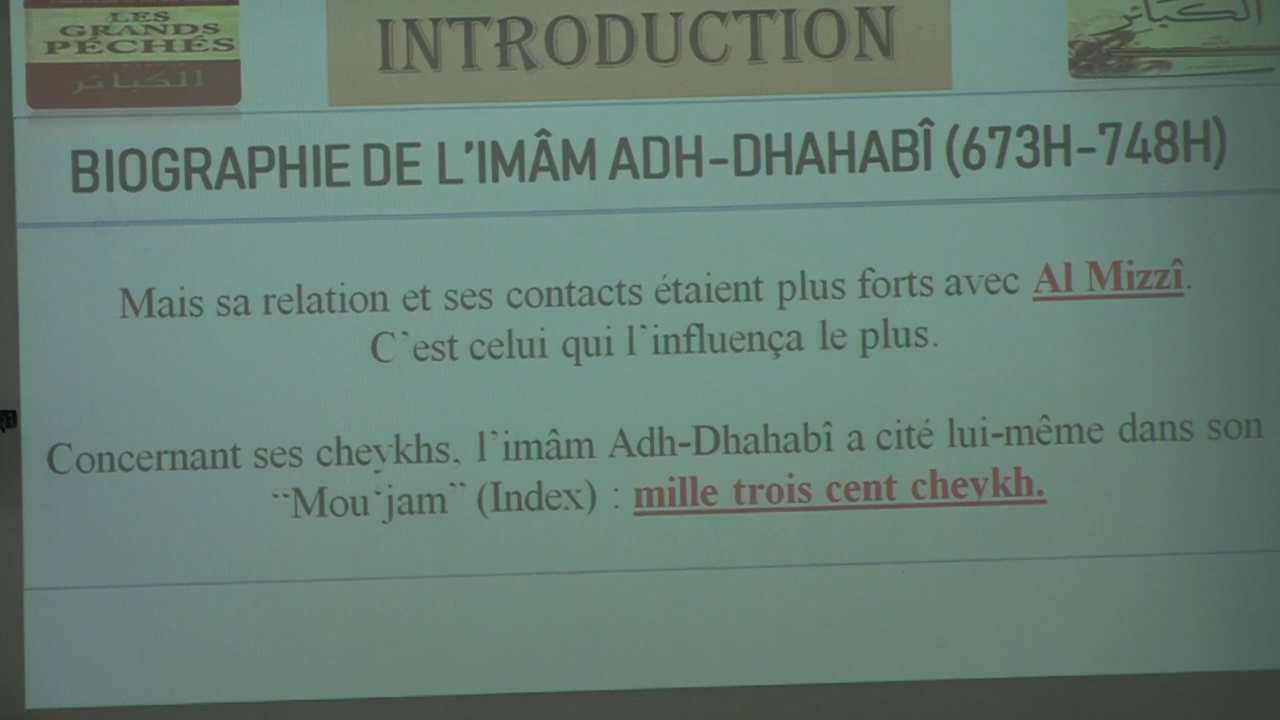 LES
GRANDS
PÉCHÉS
الكبائر
INTRODUCTION
الكبائر
BIOGRAPHIE DE L'IMÂM ADH-DHAHABÎ (673H-748H)
Mais sa relation et ses contacts étaient plus forts avec Al Mizzî.
C`est celui qui l`influença le plus.
Concernant ses cheykhs, l`imâm Adh-Dhahabî a cité lui-même dans son
“Mou‘jam” (Index) : mille trois cent cheykh.